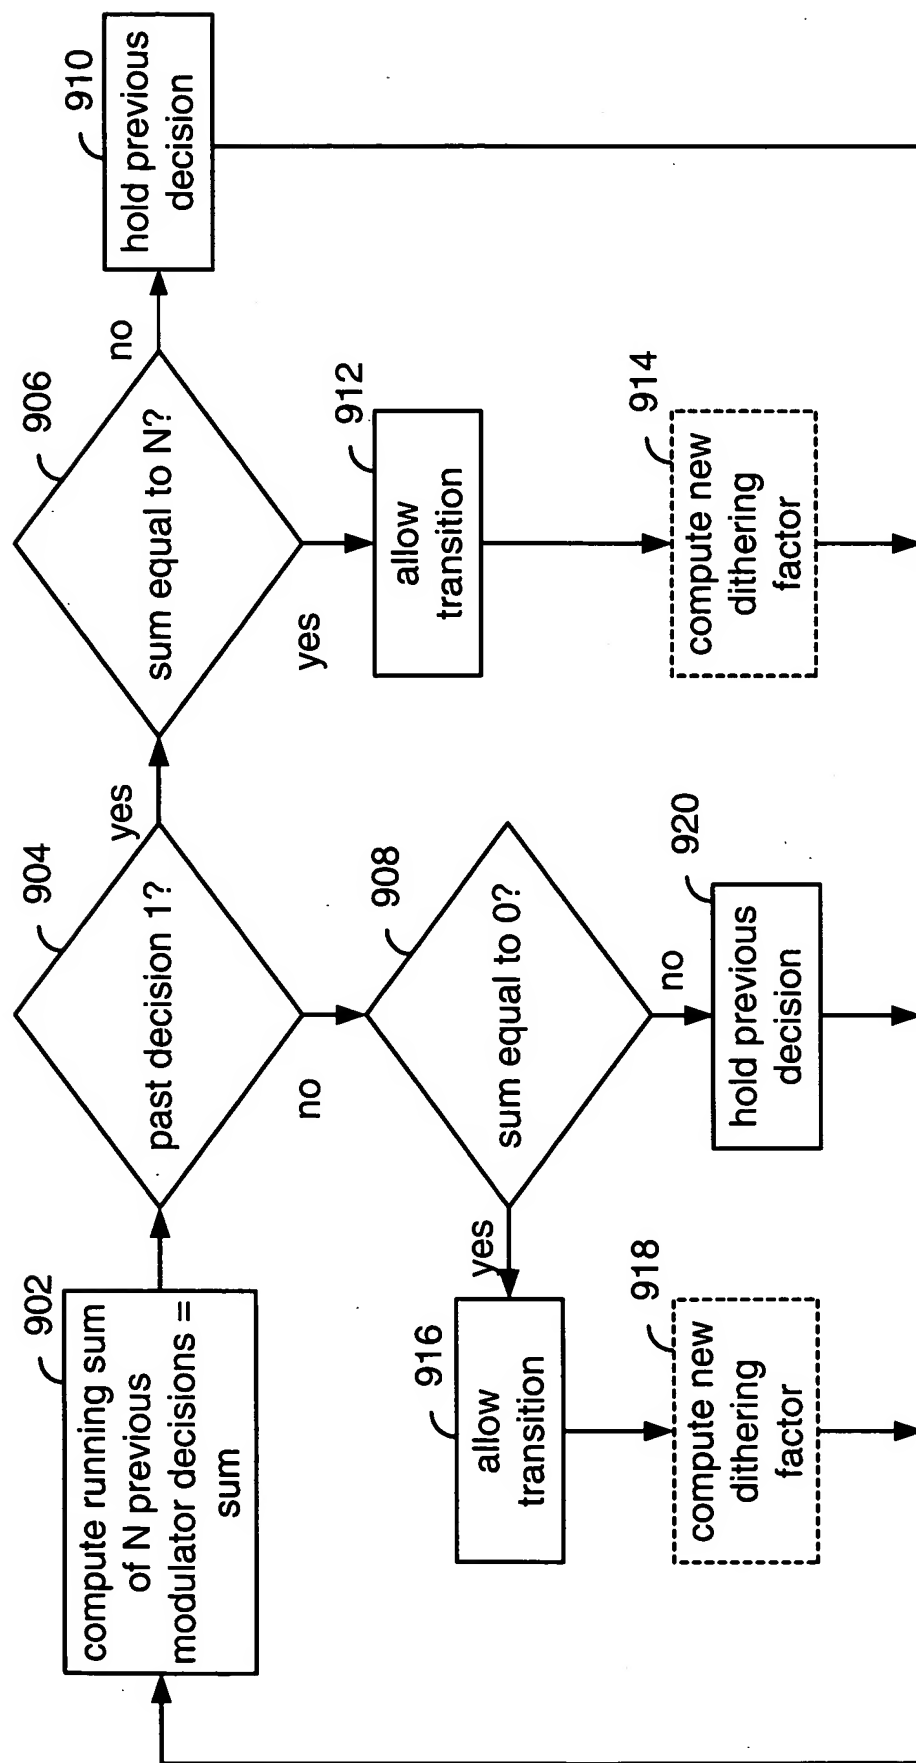 902
compute running sum
of N previous
modulator decisions =
sum
904
past decision 1?
yes
no
906
sum equal to N?
no
yes
910
hold previous
decision
912
allow
transition
914
compute new
dithering
factor
908
sum equal to 0?
yes
no
916
allow
transition
918
compute new
dithering
factor
920
hold previous
decision